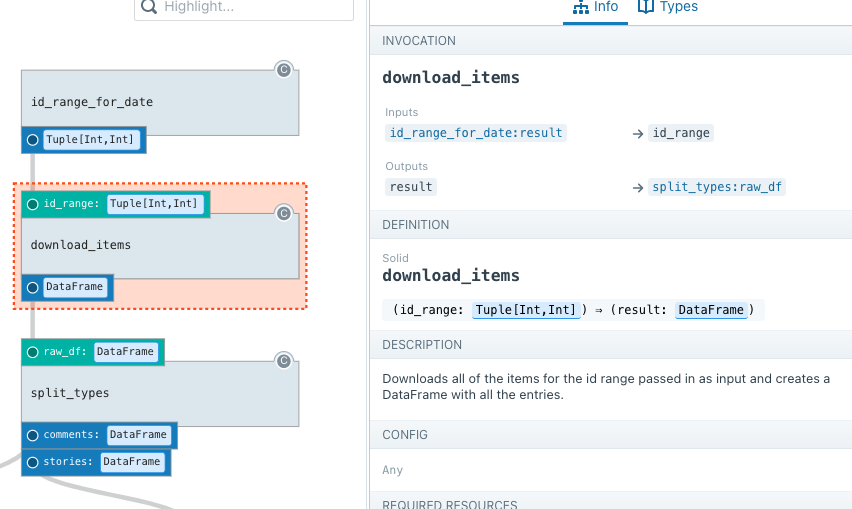 Highlight...
C
id_range_for_date
Tuple[Int,Int]
id_range: Tuple[Int,Int]
C
download_items
DataFrame
raw_df: DataFrame
C
split_types
comments: DataFrame
stories: DataFrame
Info Types
INVOCATION
download_items
Inputs
id_range_for_date:result → id_range
Outputs
result → split_types:raw_df
DEFINITION
Solid
download_items
(id_range: Tuple[Int,Int]) ⇒ (result: DataFrame)
DESCRIPTION
Downloads all of the items for the id range passed in as input and creates a
DataFrame with all the entries.
CONFIG
Any
REQUIRED RESOURCES